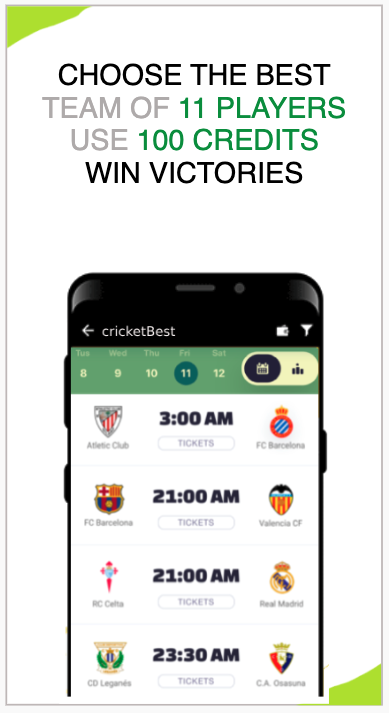 CHOOSE THE BEST
TEAM OF 11 PLAYERS
USE 100 CREDITS
WIN VICTORIES
cricketBest
Tue Wed Thu Fri Sat
8 9 10 11 12
3:00 AM
TICKETS
Atletic Club FC Barcelona
21:00 AM
TICKETS
FC Barcelona Valencia CF
21:00 AM
TICKETS
RC Celta Real Madrid
23:30 AM
TICKETS
CD Leganés C.A. Osasuna